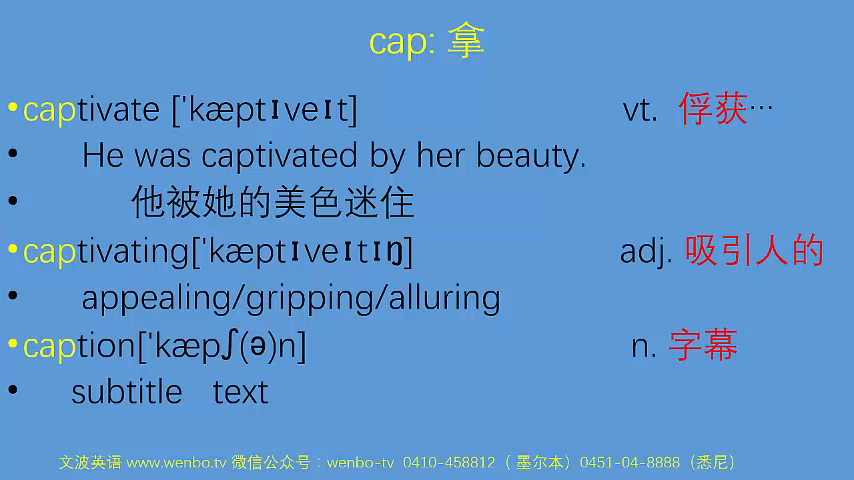 cap: 拿
•captivate [ˈkæptɪveɪt] vt. 俘获…
• He was captivated by her beauty.
• 他被她的美色迷住
•captivating[ˈkæptɪveɪtɪŋ] adj. 吸引人的
• appealing/gripping/alluring
•caption[ˈkæpʃ(ə)n] n. 字幕
• subtitle text
文波英语 www.wenbo.tv 微信公众号：wenbo-tv 0410-458812（ 墨尔本）0451-04-8888（悉尼）